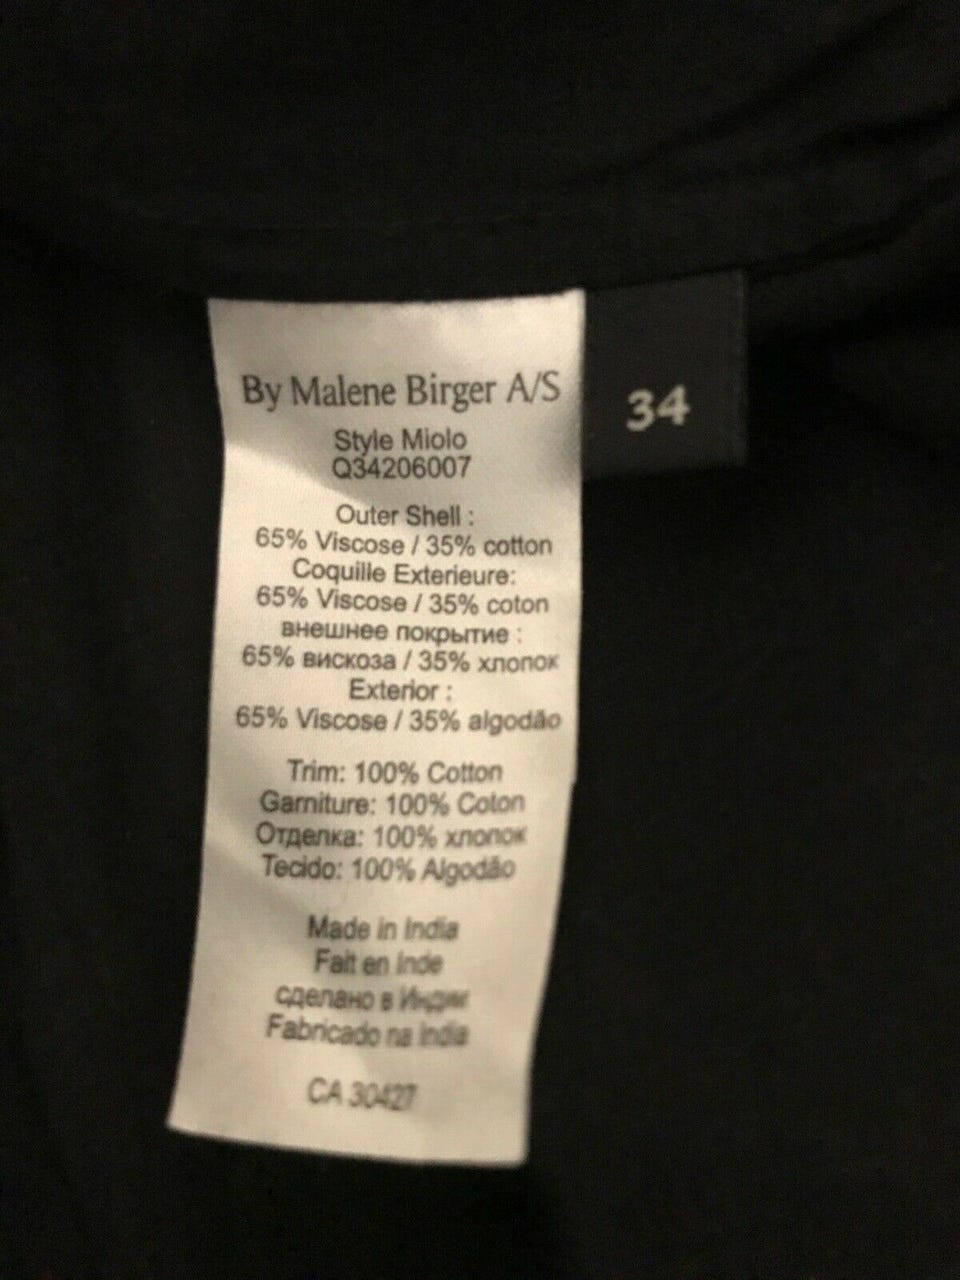 By Malene Birger A/S
34
Style Miolo
Q34206007
Outer Shell :
65% Viscose / 35% cotton
Coquille Exterieure:
65% Viscose / 35% coton
внешнее покрытие :
65% вискоза / 35% хлопок
Exterior :
65% Viscose / 35% algodão
Trim: 100% Cotton
Garniture: 100% Coton
Отделка: 100% хлопок
Tecido: 100% Algodão
Made in India
Fait en Inde
сделано в Индии
Fabricado na India
CA 30427